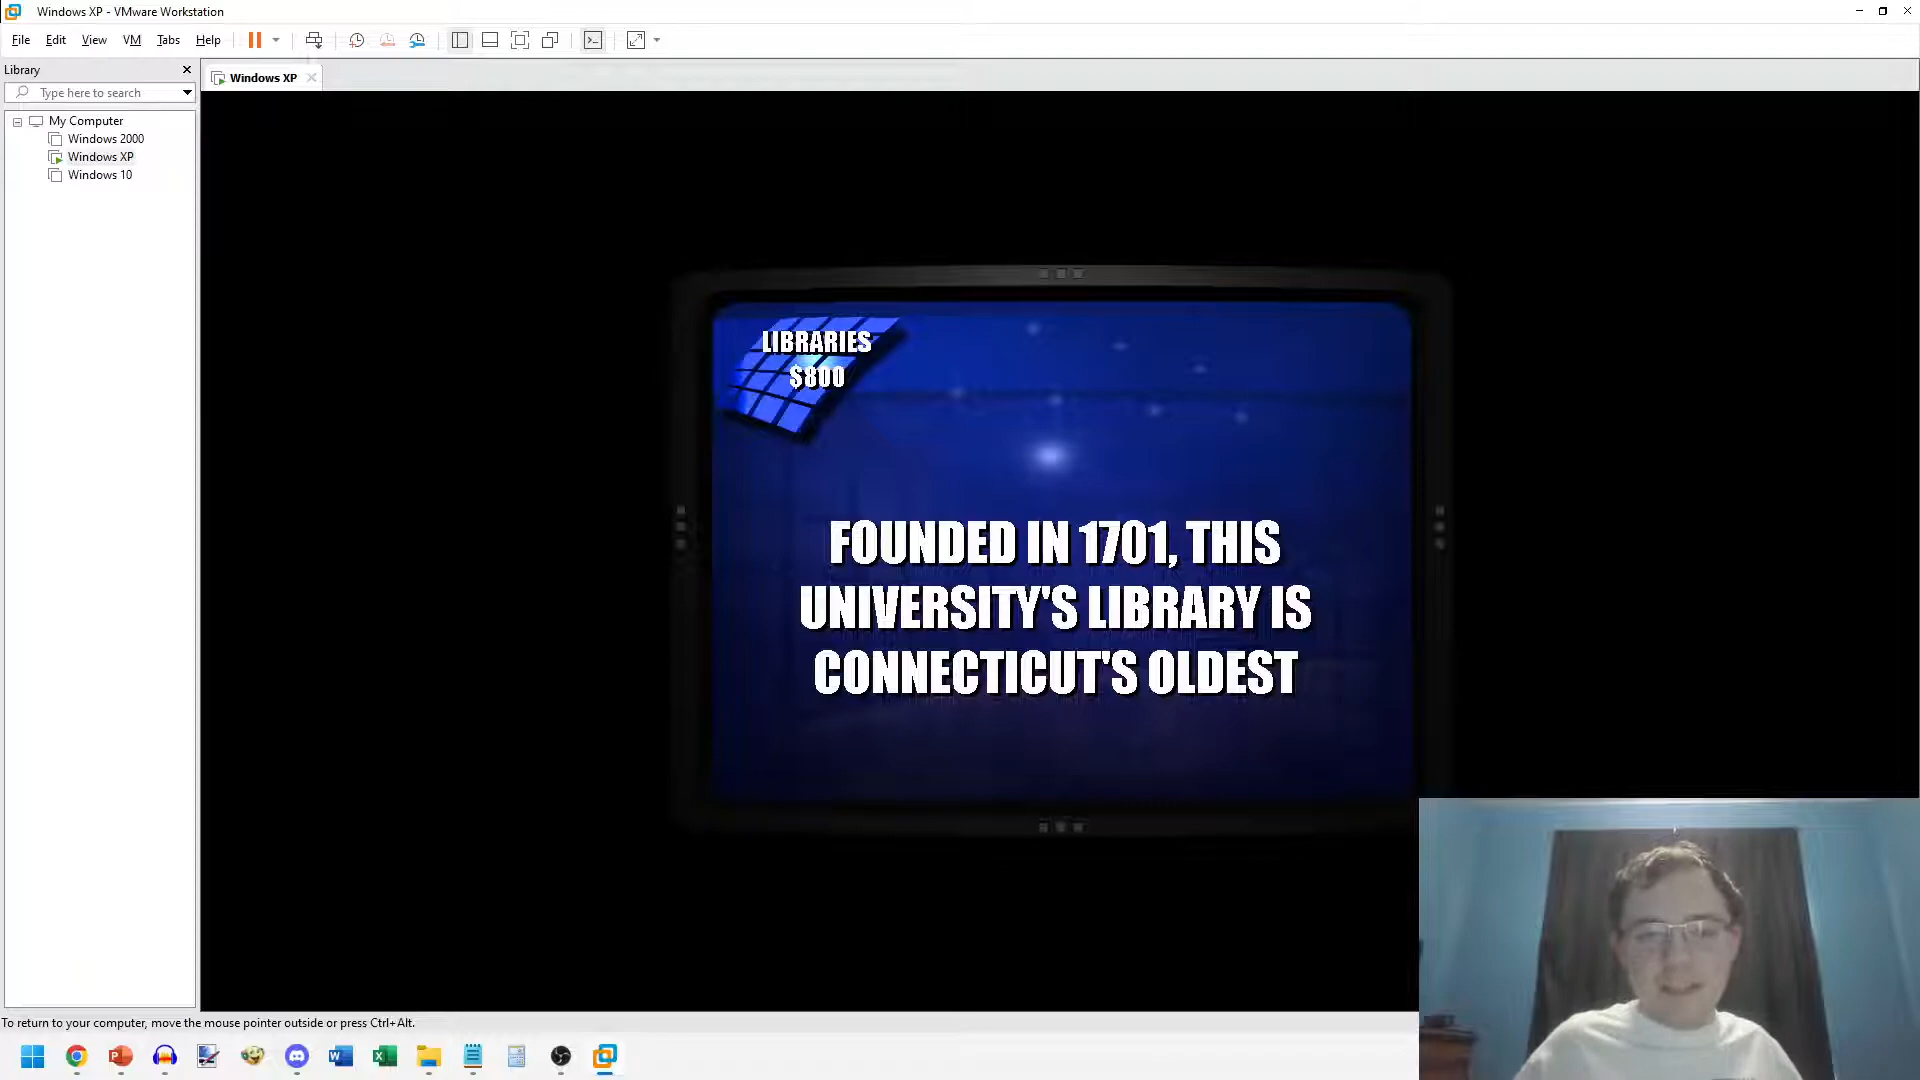 Windows XP - VMware Workstation
File Edit View VM Tabs Help
Library
Windows XP
Type here to search
My Computer
Windows 2000
Windows XP
Windows 10
LIBRARIES
$800
FOUNDED IN 1701, THIS
UNIVERSITY'S LIBRARY IS
CONNECTICUT'S OLDEST
To return to your computer, move the mouse pointer outside or press Ctrl+Alt.